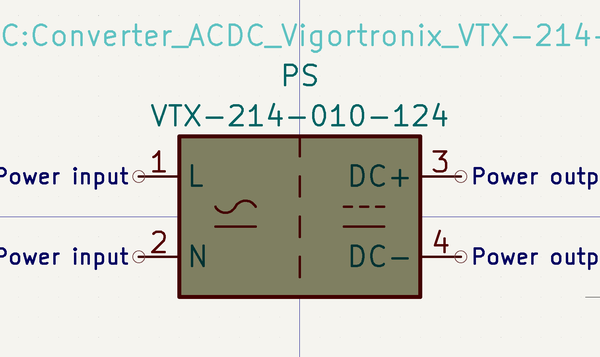 C:Converter_ACDC_Vigortronix_VTX-214-
PS
VTX-214-010-124
Power input 1 L DC+ 3 Power outp
Power input 2 N DC- 4 Power outp